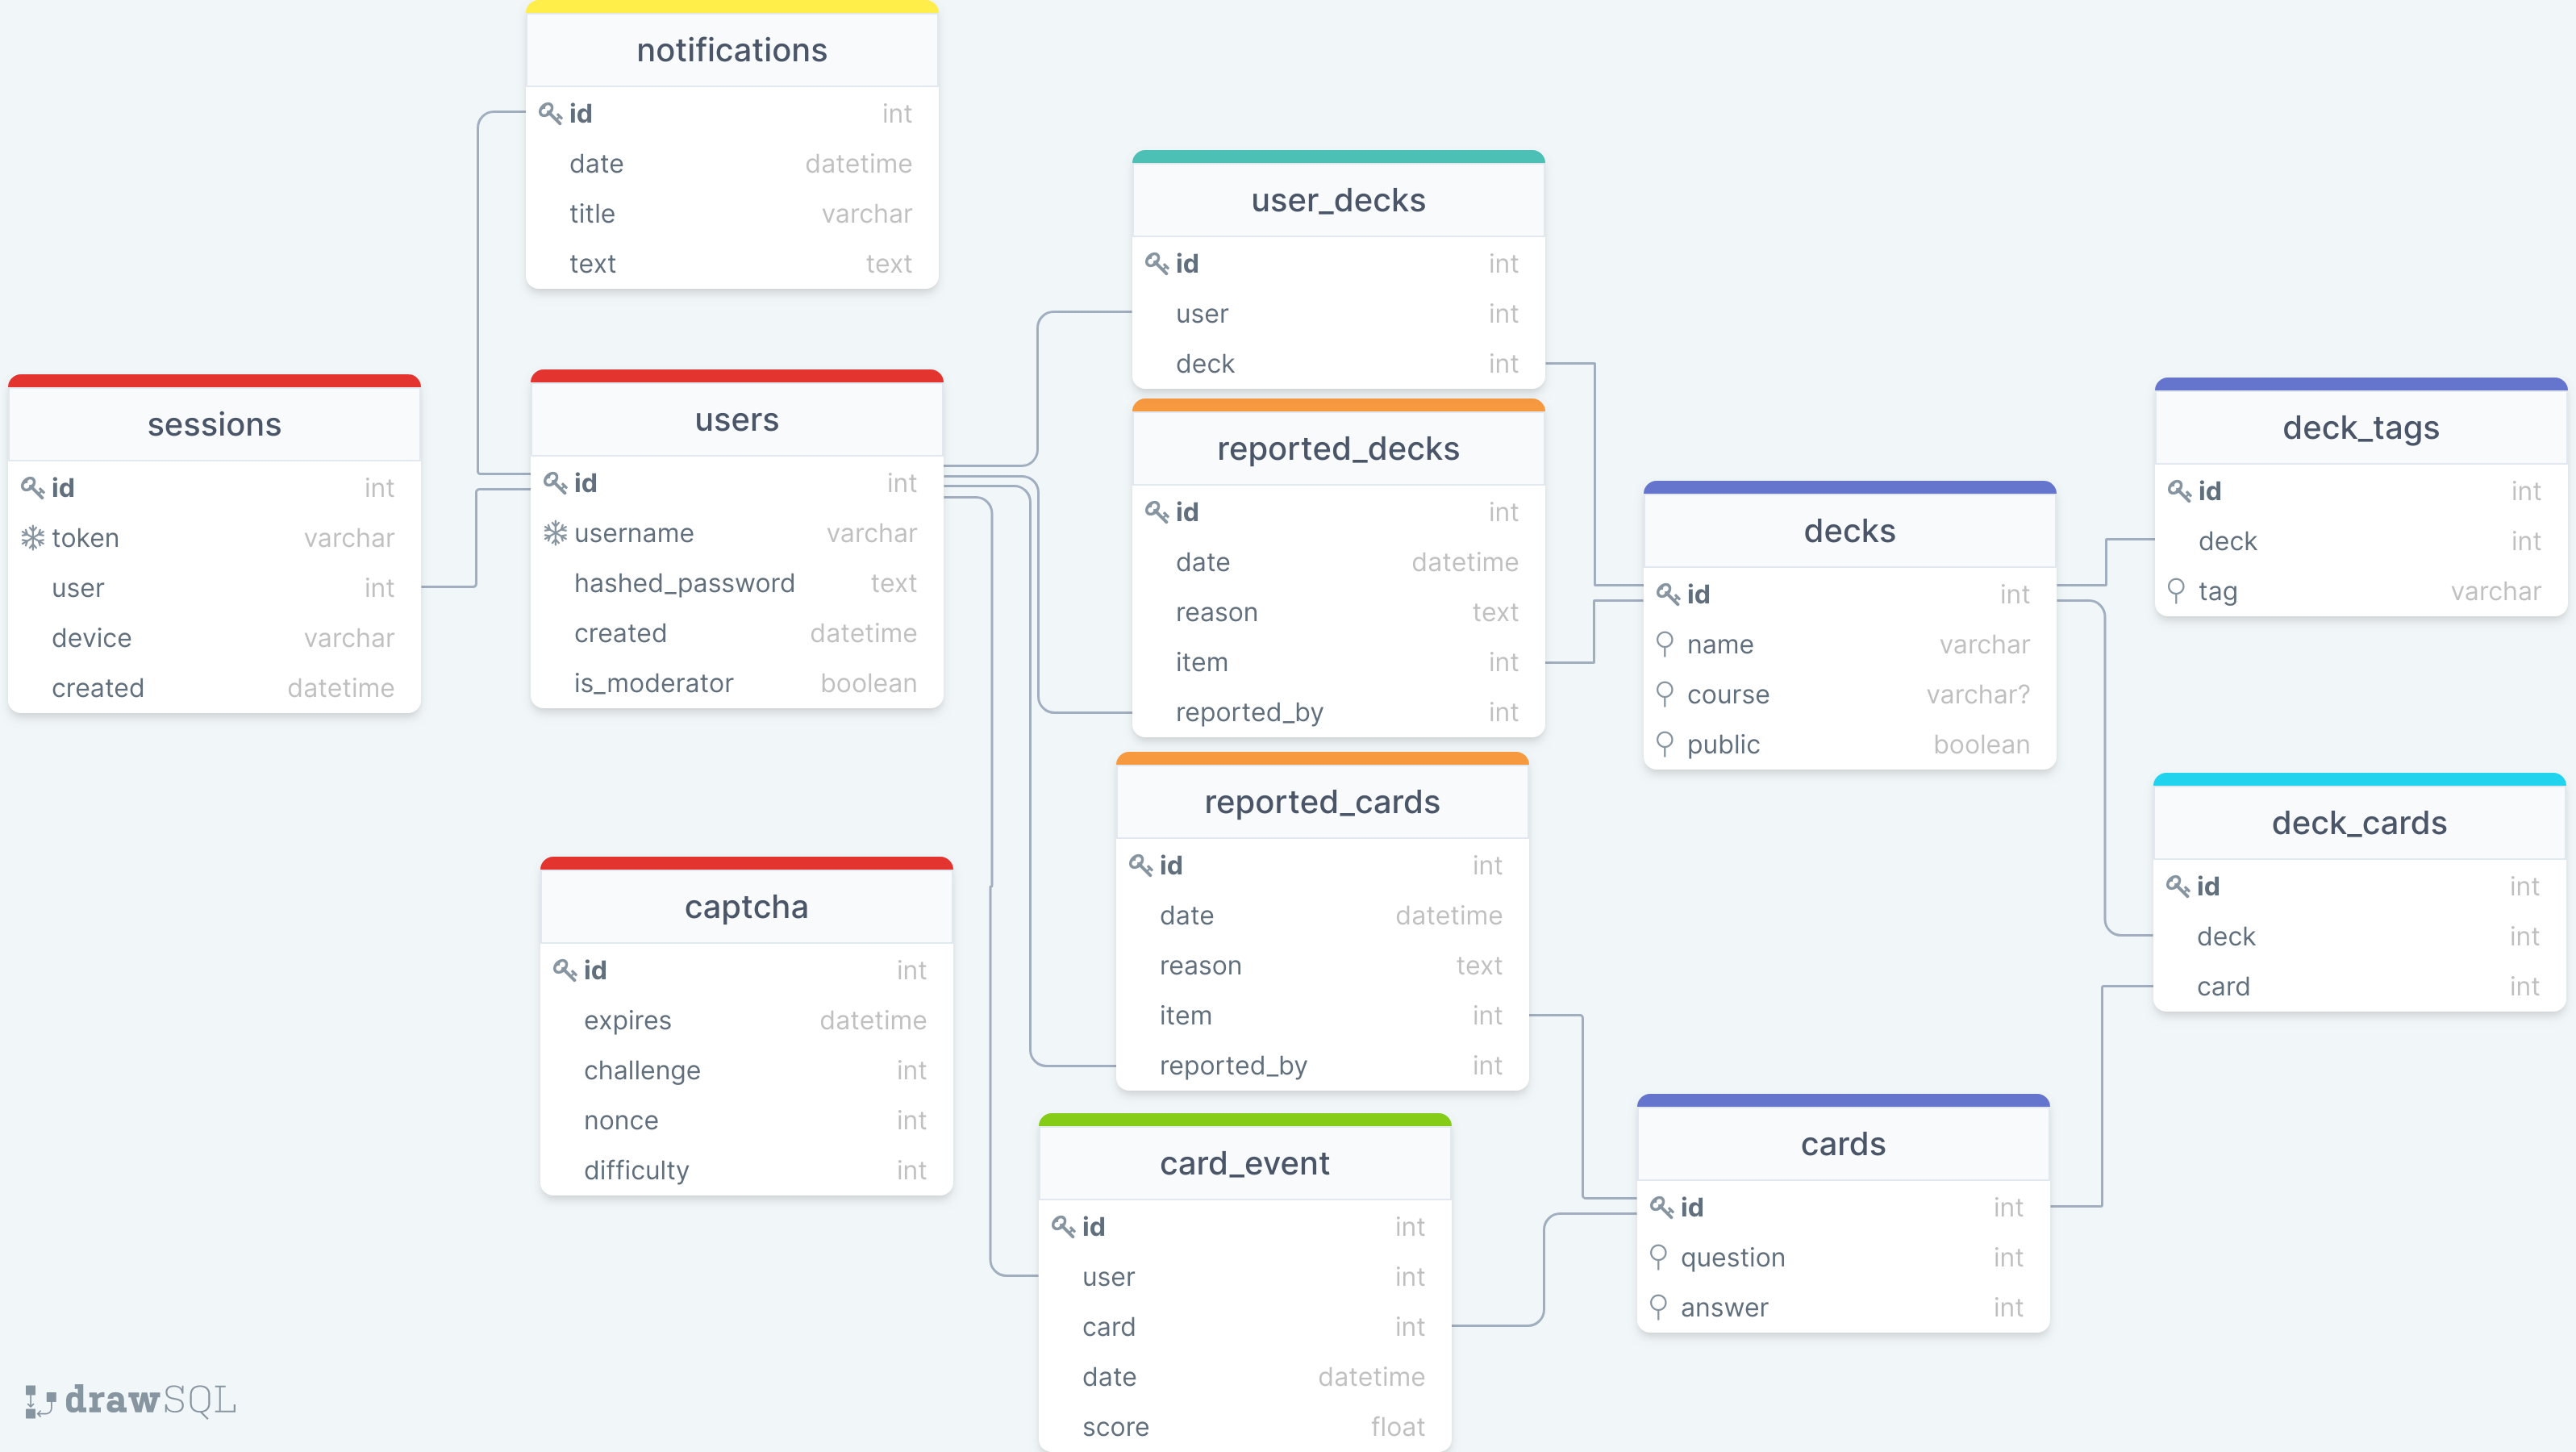 notifications
id int
date datetime
title varchar
text text
user_decks
id int
user int
deck int
sessions
id int
token varchar
user int
device varchar
created datetime
users
id int
username varchar
hashed_password text
created datetime
is_moderator boolean
reported_decks
id int
date datetime
reason text
item int
reported_by int
decks
id int
name varchar
course varchar?
public boolean
deck_tags
id int
deck int
tag varchar
captcha
id int
expires datetime
challenge int
nonce int
difficulty int
reported_cards
id int
date datetime
reason text
item int
reported_by int
deck_cards
id int
deck int
card int
card_event
id int
user int
card int
date datetime
score float
cards
id int
question int
answer int
drawSQL